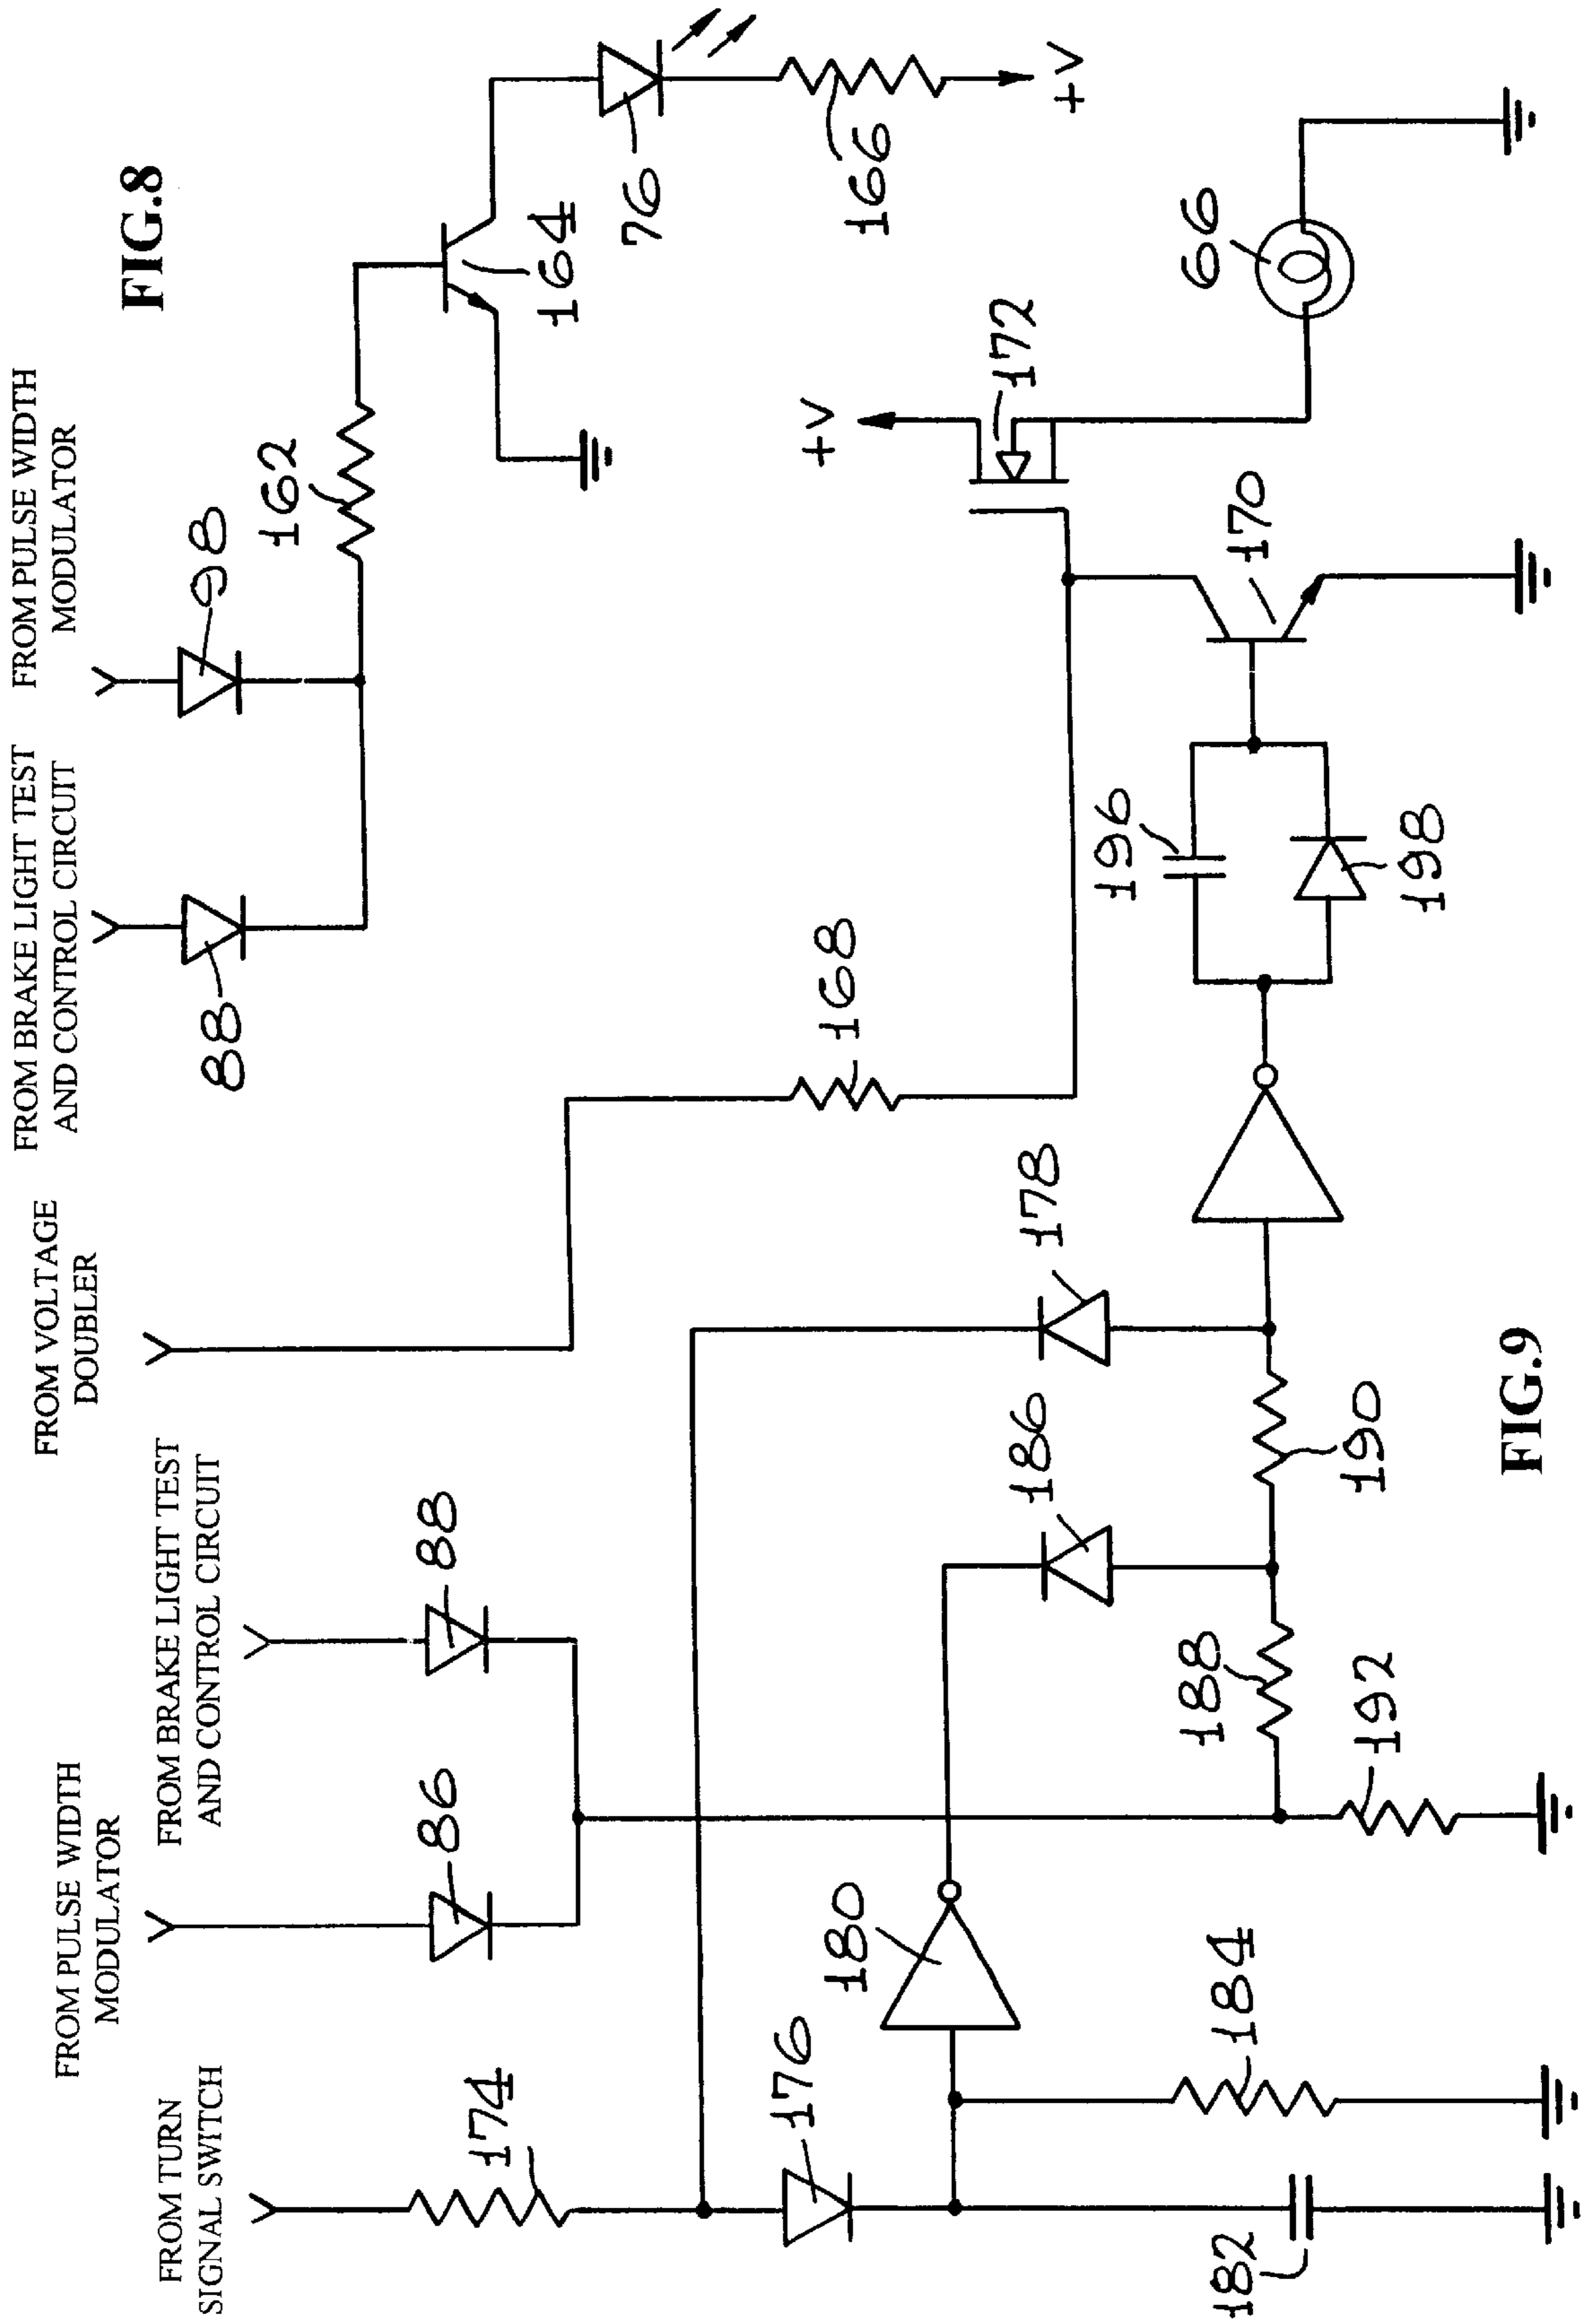 FIG.8
FROM BRAKE LIGHT TEST
AND CONTROL CIRCUIT
FROM PULSE WIDTH
MODULATOR
88
98
162
164
76
166
+V
FIG.9
FROM TURN
SIGNAL SWITCH
FROM PULSE WIDTH
MODULATOR
FROM BRAKE LIGHT TEST
AND CONTROL CIRCUIT
FROM VOLTAGE
DOUBLER
174
86
88
168
+V
172
66
176
180
186
178
196
170
182
184
188
192
190
198